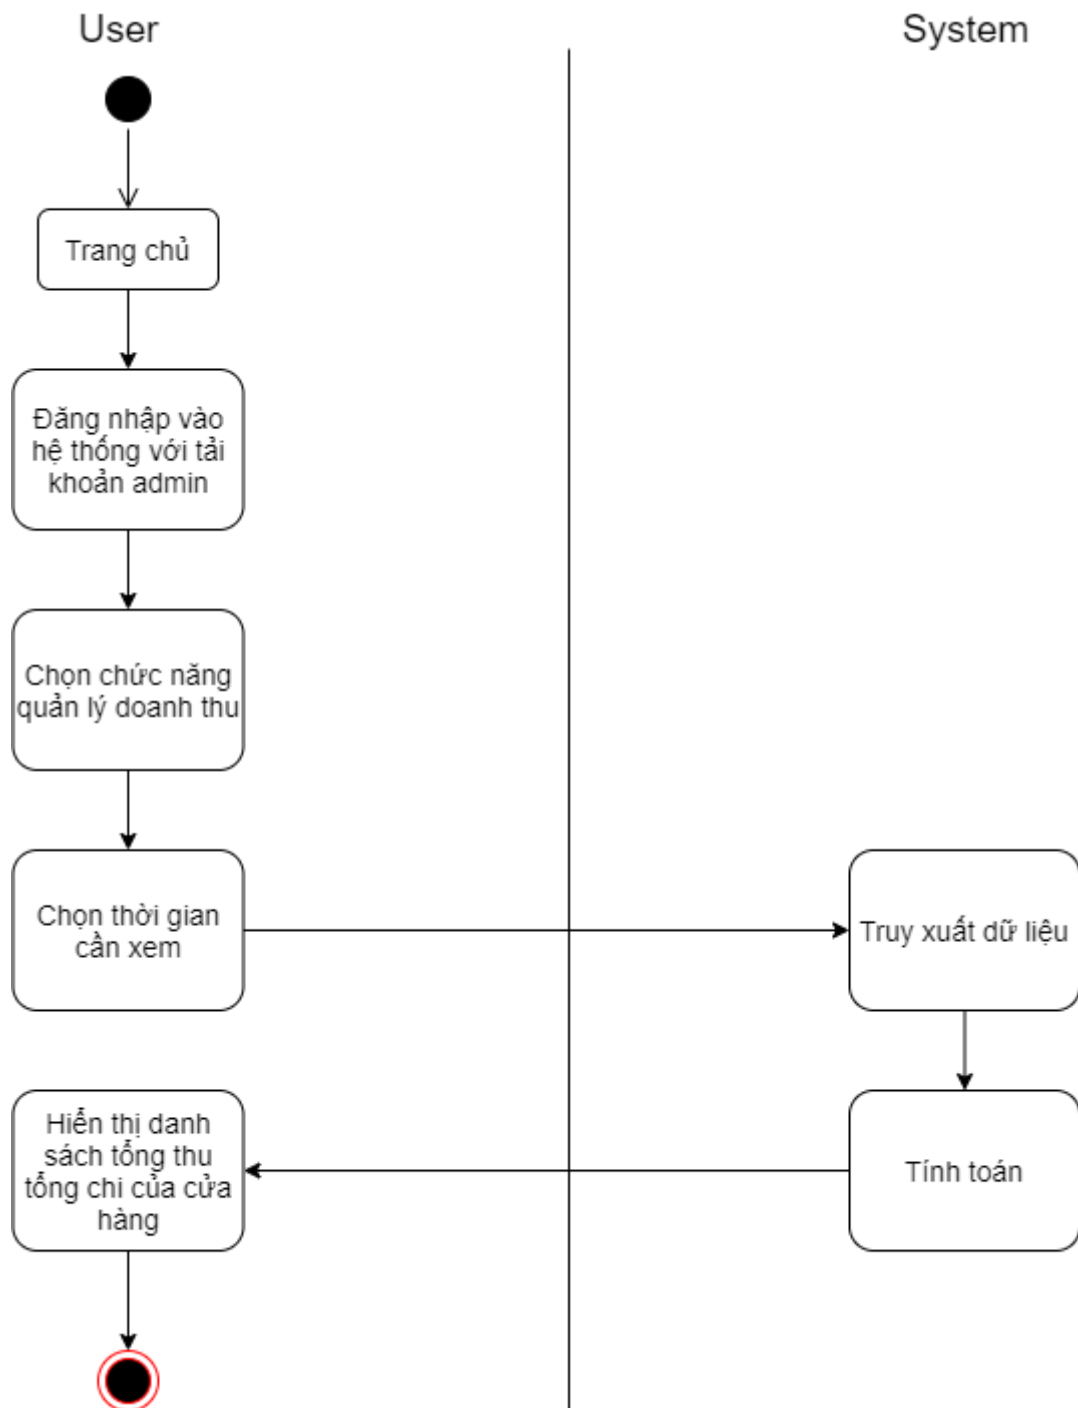 User
System
Trang chủ
Đăng nhập vào
hệ thống với tải
khoản admin
Chọn chức năng
quản lý doanh thu
Chọn thời gian
cần xem
Truy xuất dữ liệu
Hiển thị danh
sách tổng thu
tổng chi của cửa
hàng
Tính toán